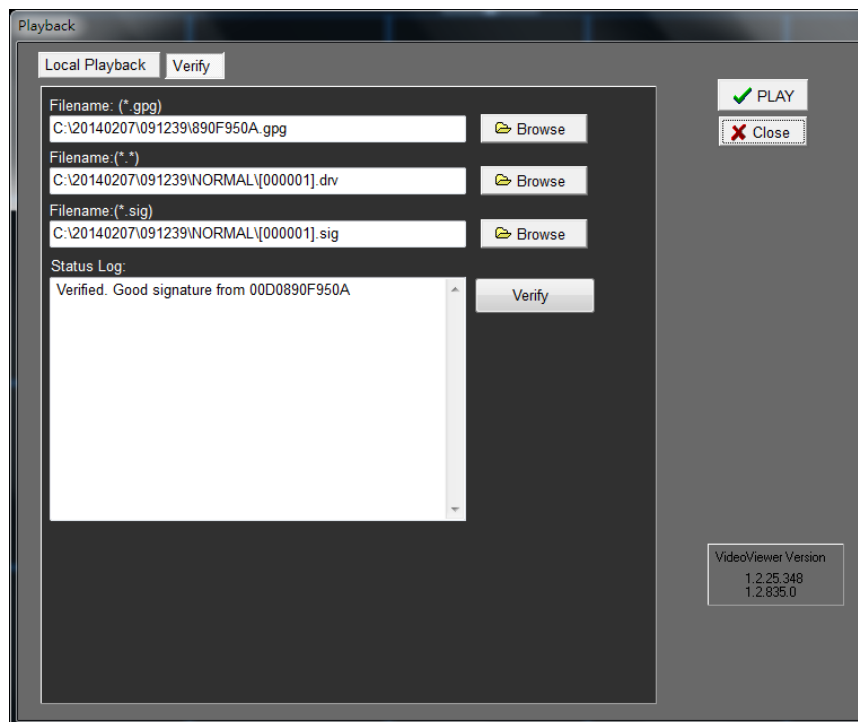 Playback
Local Playback
Verify
Filename: (*.gpg)
C:\20140207\091239\890F950A.gpg
Browse
Filename:(*.*)
C:\20140207\091239\NORMAL\[000001].drv
Browse
Filename:(*.sig)
C:\20140207\091239\NORMAL\[000001].sig
Browse
Status Log:
Verified. Good signature from 00D0890F950A
Verify
PLAY
Close
VideoViewer Version
1.2.25.348
1.2.835.0